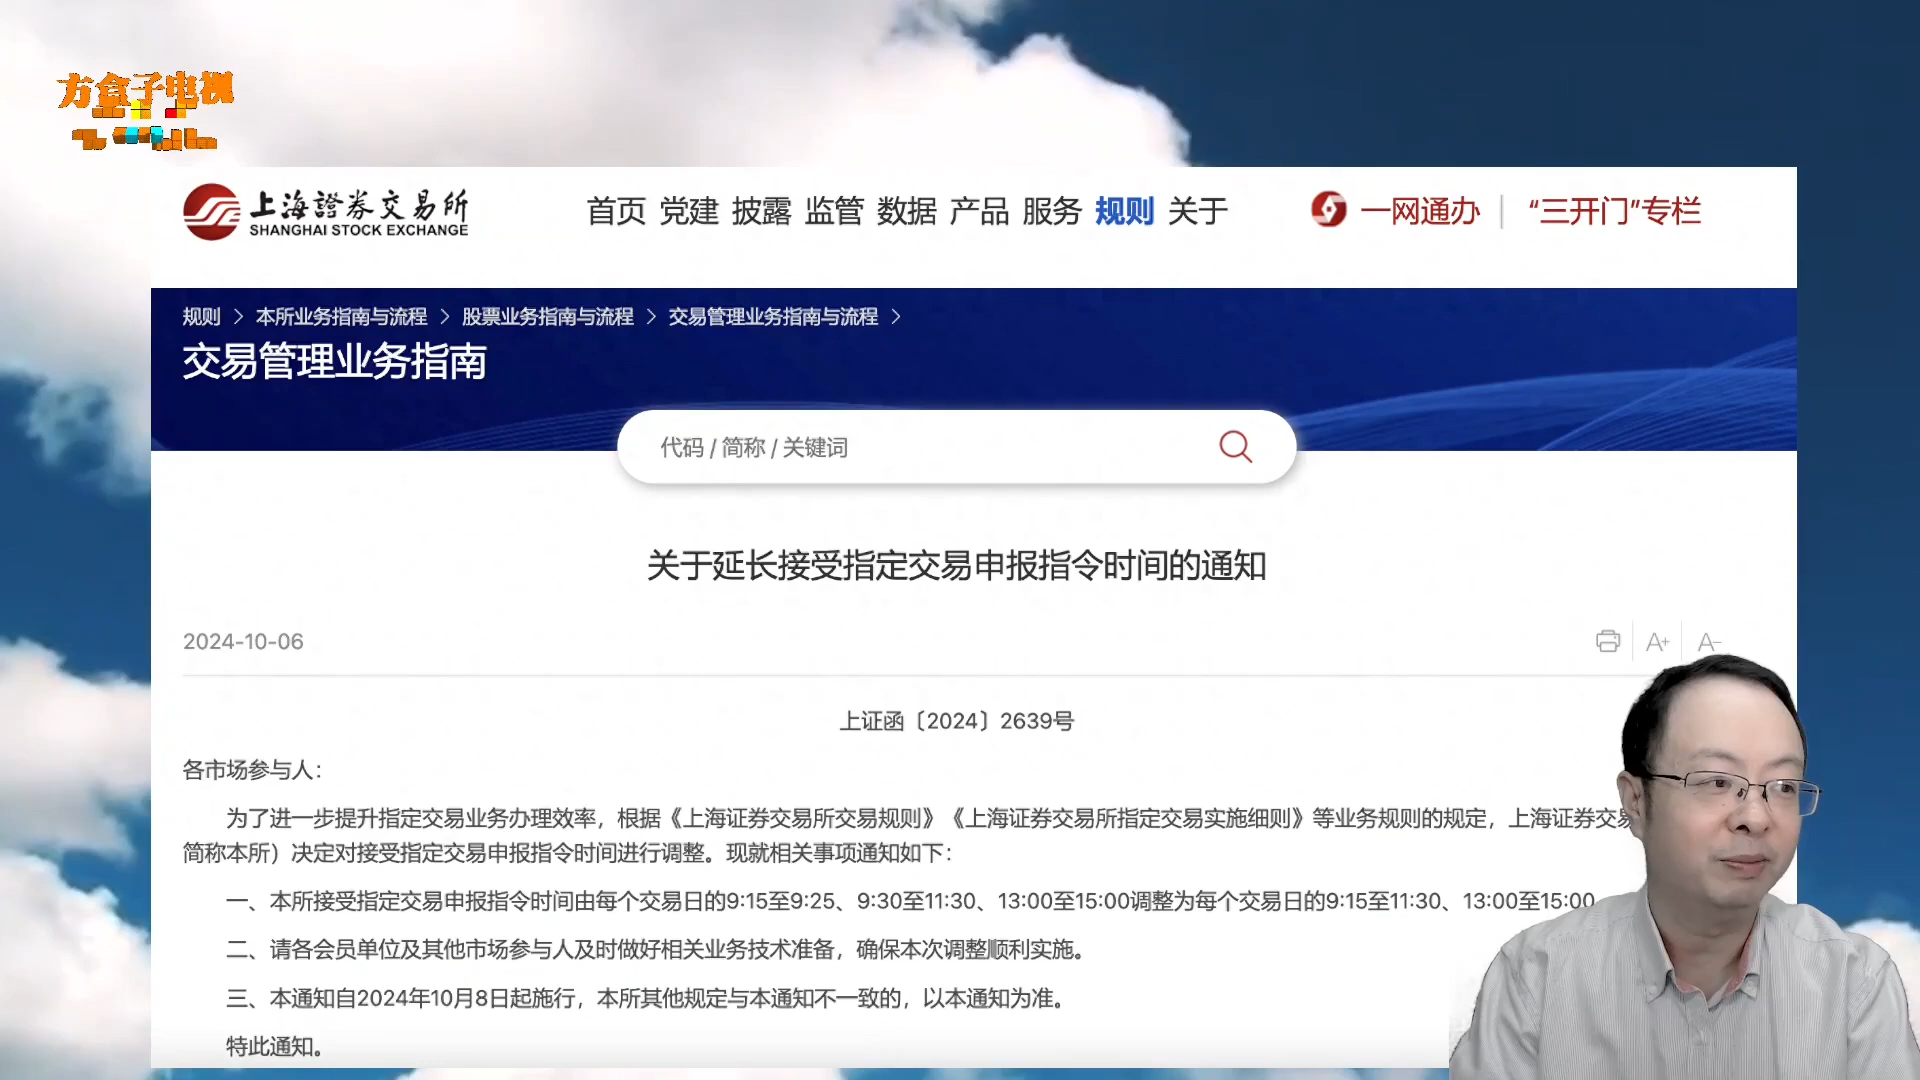 方盒子电视
上海證券交易所
SHANGHAI STOCK EXCHANGE
首页 党建 披露 监管 数据 产品 服务 规则 关于
一网通办 | “三开门”专栏
规则 > 本所业务指南与流程 > 股票业务指南与流程 > 交易管理业务指南与流程 >
交易管理业务指南
代码 / 简称 / 关键词
关于延长接受指定交易申报指令时间的通知
2024-10-06
A+ A-
上证函〔2024〕2639号
各市场参与人：
为了进一步提升指定交易业务办理效率，根据《上海证券交易所交易规则》《上海证券交易所指定交易实施细则》等业务规则的规定，上海证券交易
简称本所）决定对接受指定交易申报指令时间进行调整。现就相关事项通知如下：
一、本所接受指定交易申报指令时间由每个交易日的9:15至9:25、9:30至11:30、13:00至15:00调整为每个交易日的9:15至11:30、13:00至15:00
二、请各会员单位及其他市场参与人及时做好相关业务技术准备，确保本次调整顺利实施。
三、本通知自2024年10月8日起施行，本所其他规定与本通知不一致的，以本通知为准。
特此通知。